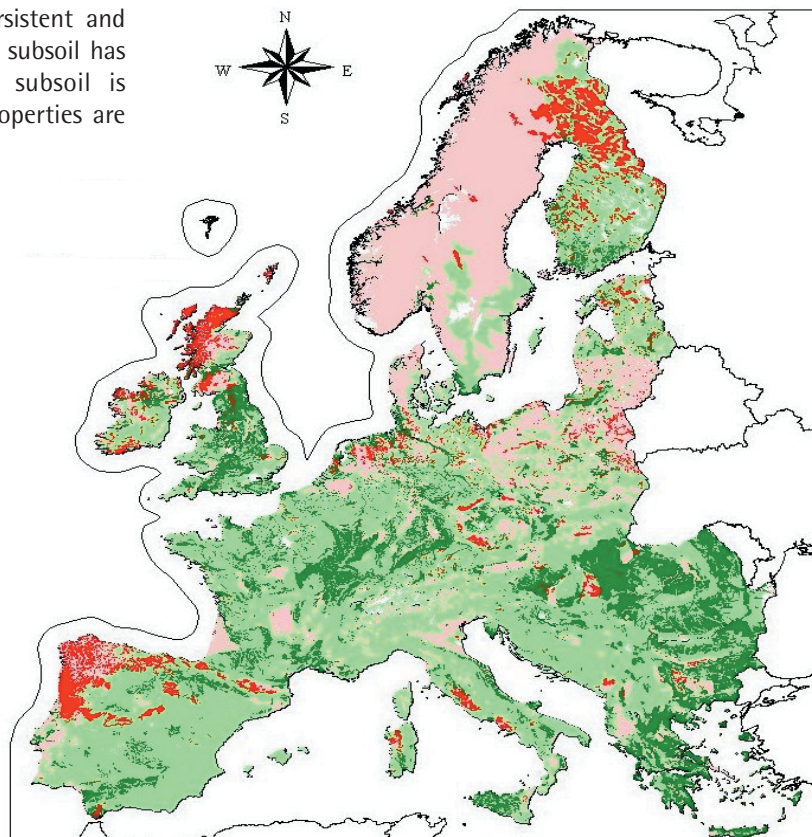 rsistent and
subsoil has
subsoil is
operties are
N
W E
S